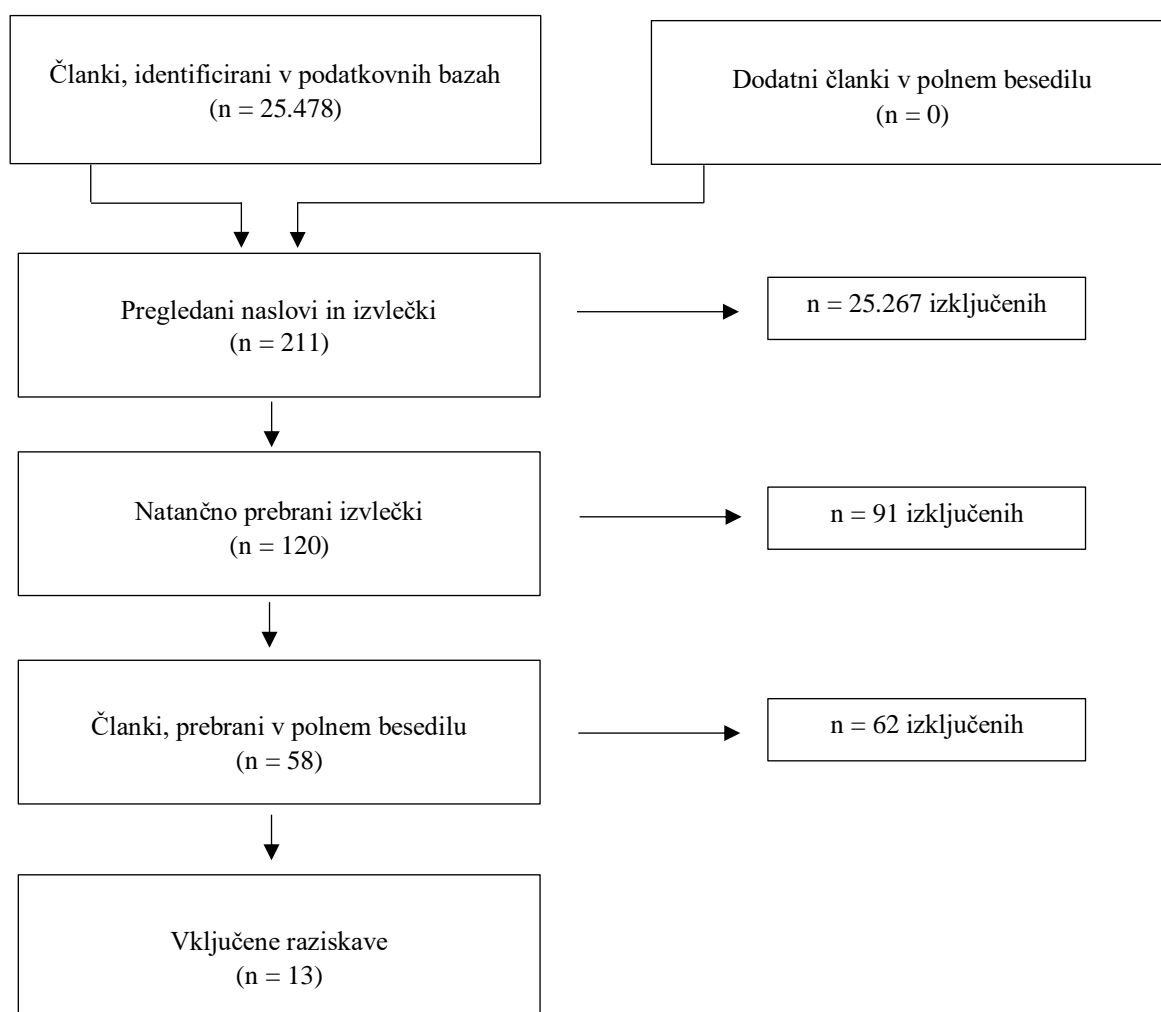 Članki, identificirani v podatkovnih bazah
(n = 25.478)
Dodatni članki v polnem besedilu
(n = 0)
Pregledani naslovi in izvlečki
(n = 211)
n = 25.267 izključenih
Natančno prebrani izvlečki
(n = 120)
n = 91 izključenih
Članki, prebrani v polnem besedilu
(n = 58)
n = 62 izključenih
Vključene raziskave
(n = 13)